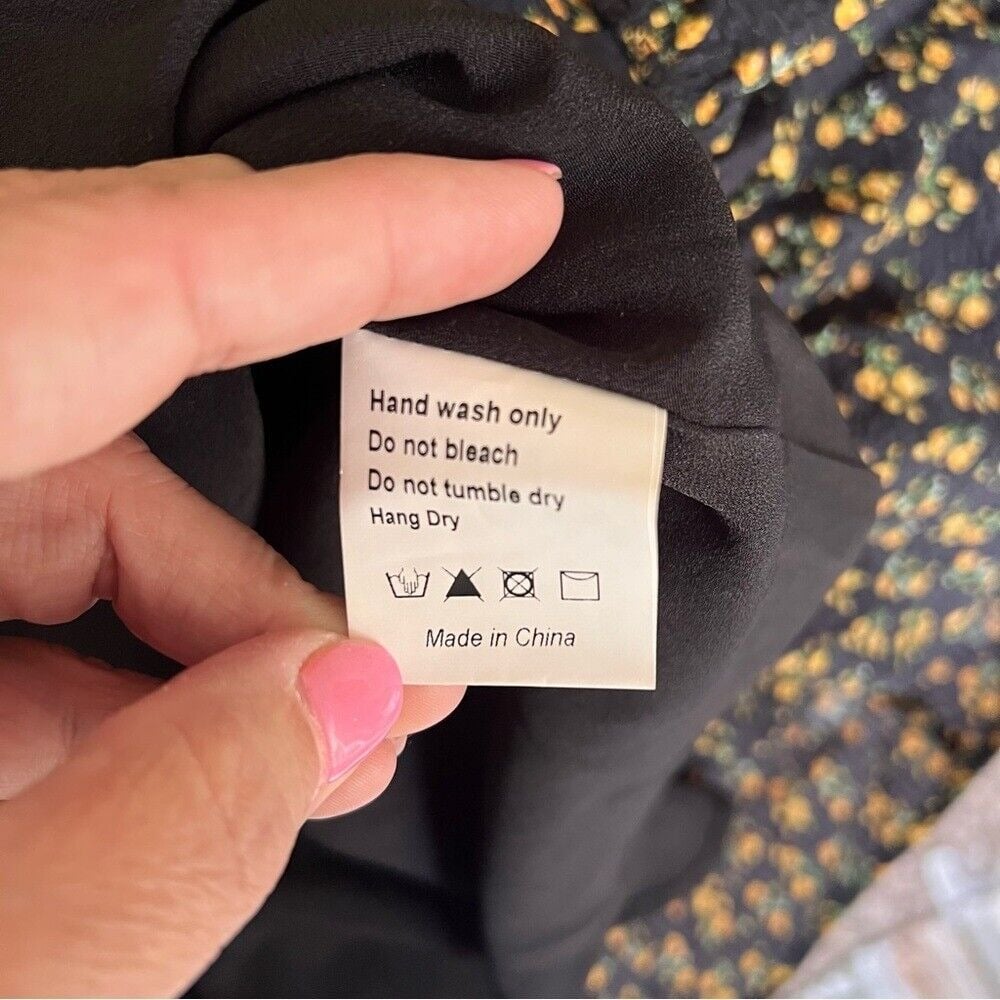 Hand wash only
Do not bleach
Do not tumble dry
Hang Dry
Made in China